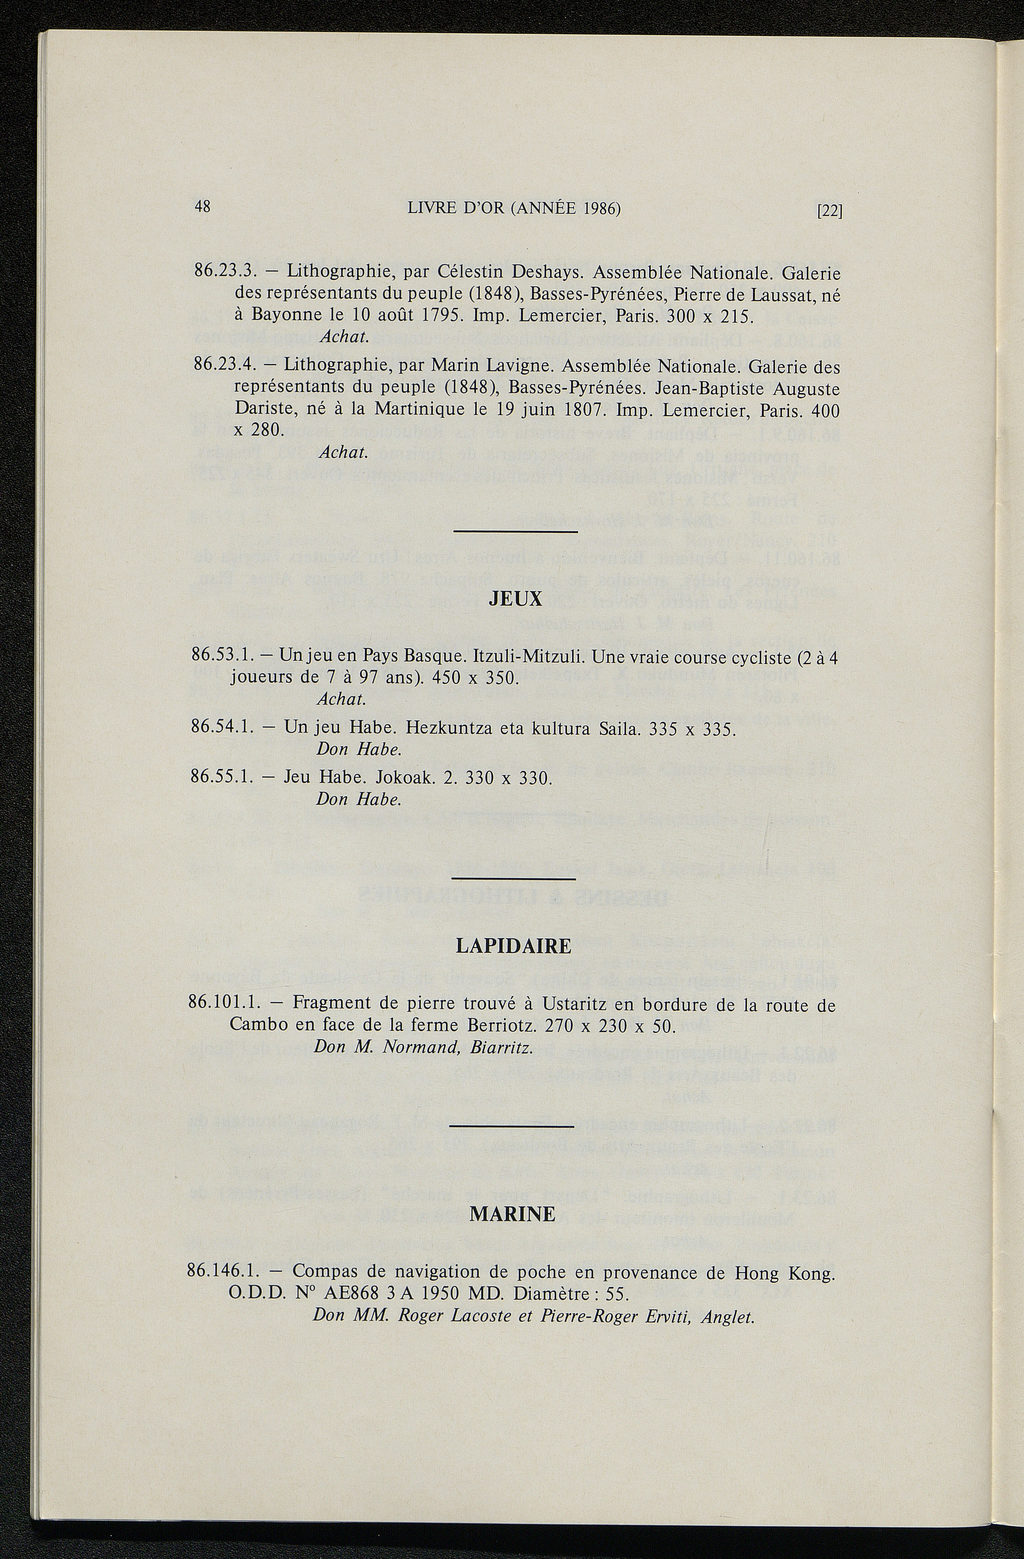 48 LIVRE D'OR (ANNÉE 1986) [22]
86.23.3. — Lithographie, par Célestin Deshays. Assemblée Nationale. Galerie
des représentants du peuple (1848), Basses-Pyrénées, Pierre de Laussat, né
à Bayonne le 10 août 1795. Imp. Lemercier, Paris. 300 x 215.
Achat.
86.23.4. — Lithographie, par Marin Lavigne. Assemblée Nationale. Galerie des
représentants du peuple (1848), Basses-Pyrénées. Jean-Baptiste Auguste
Dariste, né à la Martinique le 19 juin 1807. Imp. Lemercier, Paris. 400
x 280.
Achat.
JEUX
86.53.1. — Un jeu en Pays Basque. Itzuli-Mitzuli. Une vraie course cycliste (2 à 4
joueurs de 7 à 97 ans). 450 x 350.
Achat.
86.54.1. — Un jeu Habe. Hezkuntza eta kultura Saila. 335 x 335.
Don Habe.
86.55.1. — Jeu Habe. Jokoak. 2. 330 x 330.
Don Habe.
LAPIDAIRE
86.101.1. — Fragment de pierre trouvé à Ustaritz en bordure de la route de
Cambo en face de la ferme Berriotz. 270 x 230 x 50.
Don M. Normand, Biarritz.
MARINE
86.146.1. — Compas de navigation de poche en provenance de Hong Kong.
O.D.D. N° AE868 3 A 1950 MD. Diamètre : 55.
Don MM. Roger Lacoste et Pierre-Roger Erviti, Anglet.